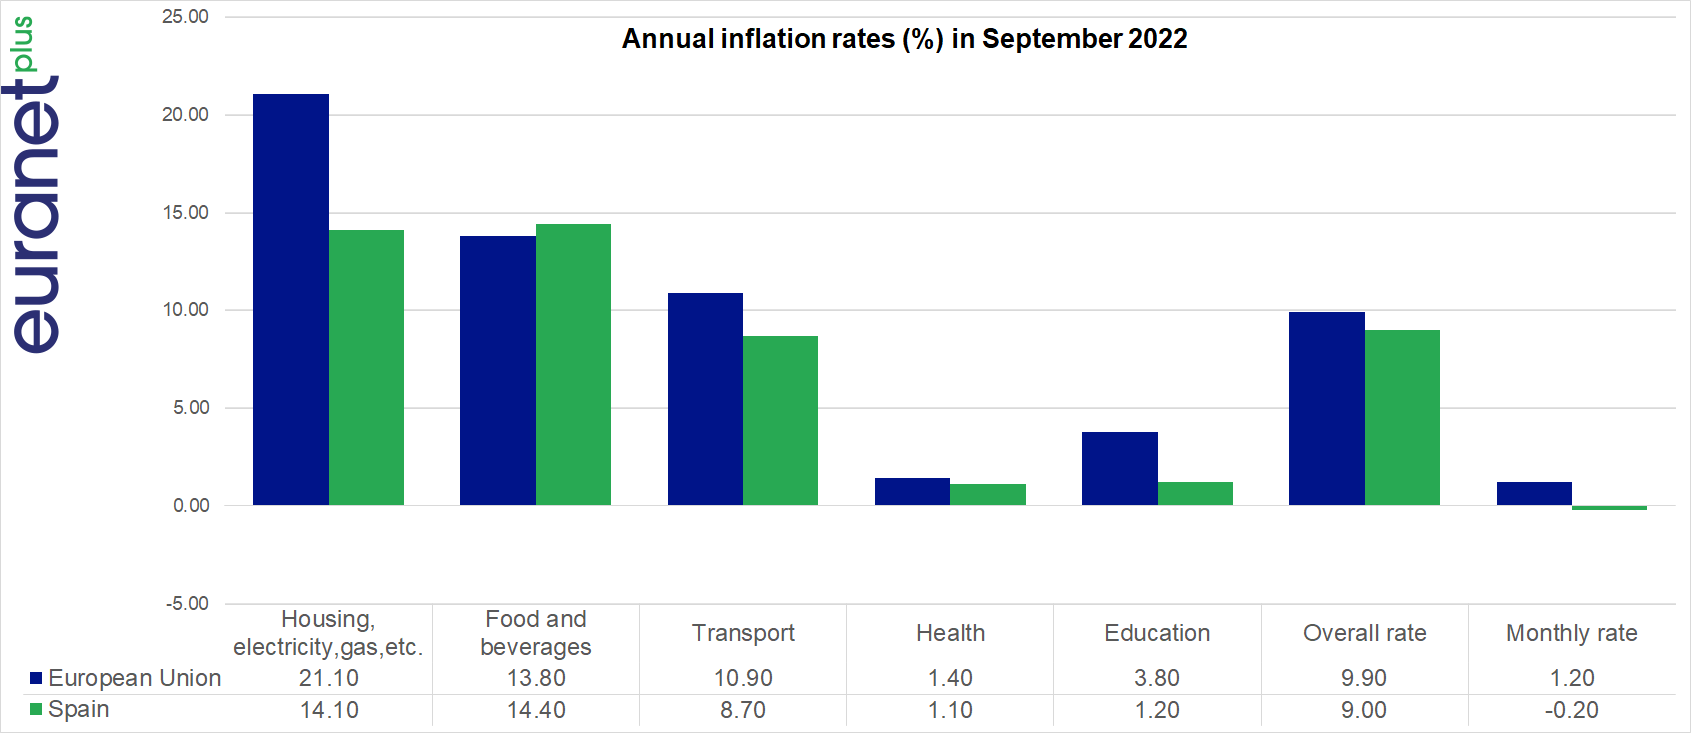 euranet plus
Annual inflation rates (%) in September 2022
25.00
20.00
15.00
10.00
5.00
0.00
-5.00
Housing, electricity,gas,etc.
Food and beverages
Transport
Health
Education
Overall rate
Monthly rate
European Union 21.10 13.80 10.90 1.40 3.80 9.90 1.20
Spain 14.10 14.40 8.70 1.10 1.20 9.00 -0.20